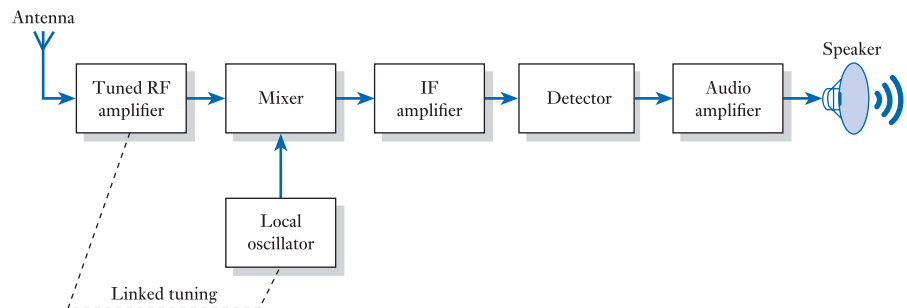 Antenna
Tuned RF
amplifier
Mixer
IF
amplifier
Detector
Audio
amplifier
Speaker
Local
oscillator
Linked tuning